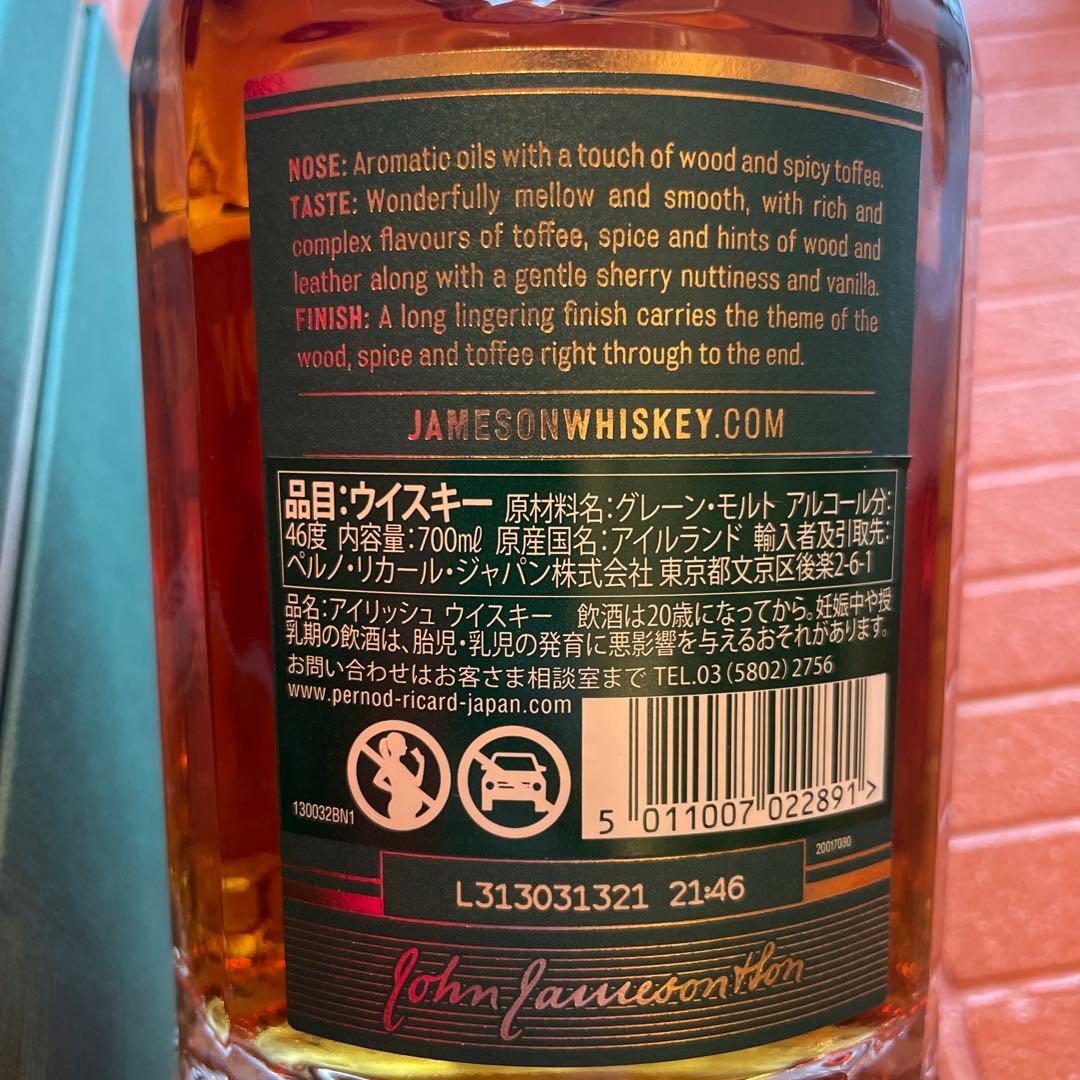 NOSE: Aromatic oils with a touch of wood and spicy toffee.
TASTE: Wonderfully mellow and smooth, with rich and
complex flavours of toffee, spice and hints of wood and
leather along with a gentle sherry nuttiness and vanilla.
FINISH: A long lingering finish carries the theme of the
wood, spice and toffee right through to the end.
JAMESONWHISKEY.COM
品目:ウイスキー 原材料名:グレーン・モルト アルコール分:
46度 内容量:700mℓ 原産国名:アイルランド 輸入者及引取先:
ペルノ・リカール・ジャパン株式会社 東京都文京区後楽2-6-1
品名:アイリッシュ ウイスキー 飲酒は20歳になってから。妊娠中や授
乳期の飲酒は、胎児・乳児の発育に悪影響を与えるおそれがあります。
お問い合わせはお客さま相談室まで TEL.03 (5802) 2756
www.pernod-ricard-japan.com
130032BN1
5 011007 022891 >
20017030
L313031321 21:46
John Jameson & Son